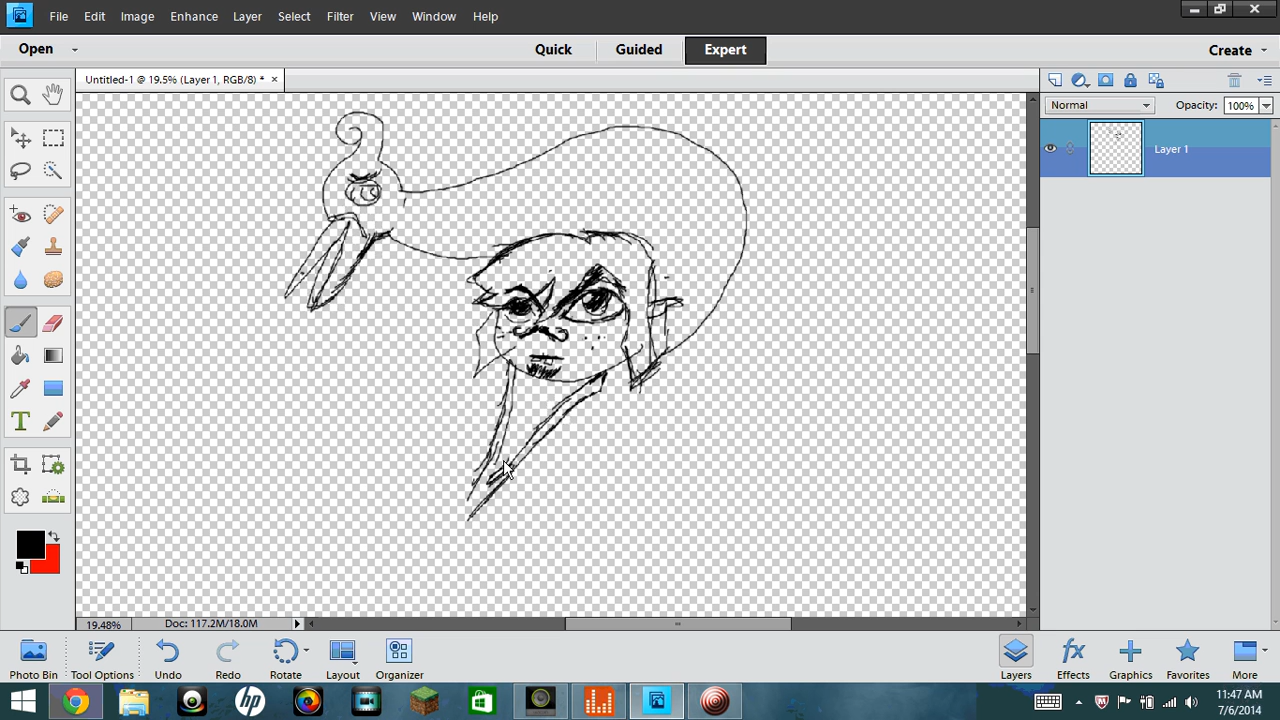 File Edit Image Enhance Layer Select Filter View Window Help
Open Quick Guided Expert Create
Untitled-1 @ 19.5% (Layer 1, RGB/8) *
Normal Opacity: 100%
Layer 1
T
19.48% Doc: 117.2M/18.0M
Photo Bin Tool Options Undo Redo Rotate Layout Organizer Layers fx Effects Graphics Favorites More
hp
11:47 AM
7/6/2014